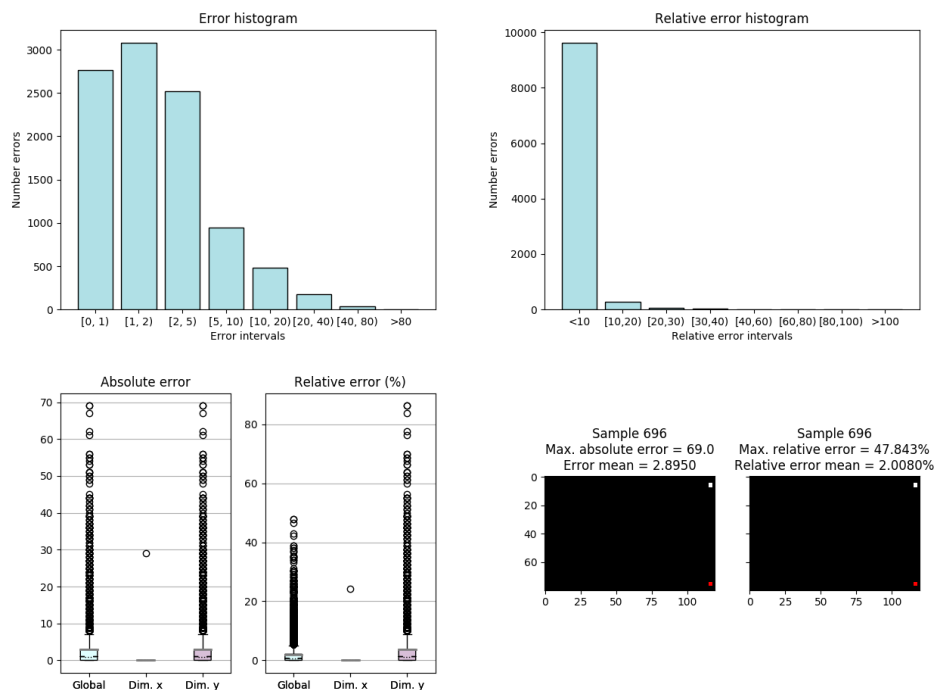 Error histogram
Number errors
3000
2500
2000
1500
1000
500
0
[0, 1) [1, 2) [2, 5) [5, 10) [10, 20) [20, 40) [40, 80) >80
Error intervals
Relative error histogram
Number errors
10000
8000
6000
4000
2000
0
<10 [10,20) [20,30) [30,40) [40,60) [60,80) [80,100) >100
Relative error intervals
Absolute error
70
60
50
40
30
20
10
0
Global Dim. x Dim. y
Relative error (%)
80
60
40
20
0
Global Dim. x Dim. y
Sample 696
Max. absolute error = 69.0
Error mean = 2.8950
0
20
40
60
0 25 50 75 100
Sample 696
Max. relative error = 47.843%
Relative error mean = 2.0080%
0 25 50 75 100